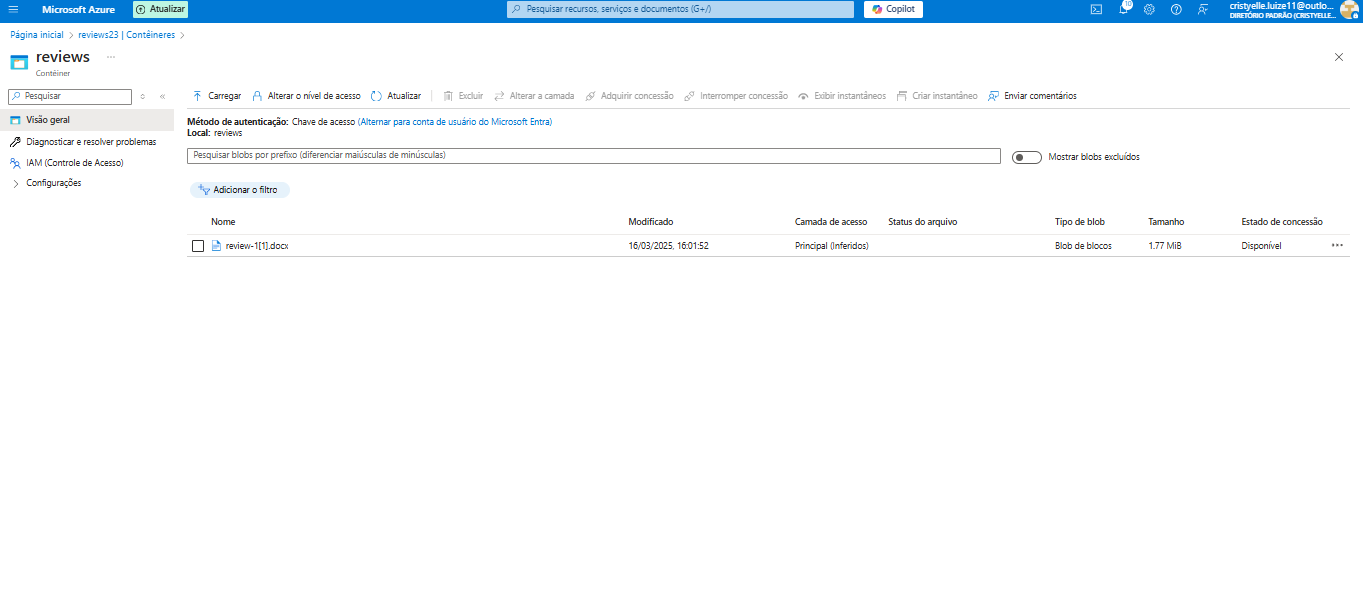 Microsoft Azure
Atualizar
Pesquisar recursos, serviços e documentos (G+/)
Copilot
10
cristyelle.luize11@outlo...
DIRETÓRIO PADRÃO (CRISTYELLE...
Página inicial > reviews23 | Contêineres >
reviews ...
Contêiner
Pesquisar
Carregar Alterar o nível de acesso Atualizar Excluir Alterar a camada Adquirir concessão Interromper concessão Exibir instantâneos Criar instantâneo Enviar comentários
Visão geral
Diagnosticar e resolver problemas
IAM (Controle de Acesso)
Configurações
Método de autenticação: Chave de acesso (Alternar para conta de usuário do Microsoft Entra)
Local: reviews
Pesquisar blobs por prefixo (diferenciar maiúsculas de minúsculas)
Mostrar blobs excluídos
Adicionar o filtro
Nome Modificado Camada de acesso Status do arquivo Tipo de blob Tamanho Estado de concessão
review-1[1].docx 16/03/2025, 16:01:52 Principal (Inferidos) Blob de blocos 1.77 MiB Disponível ...